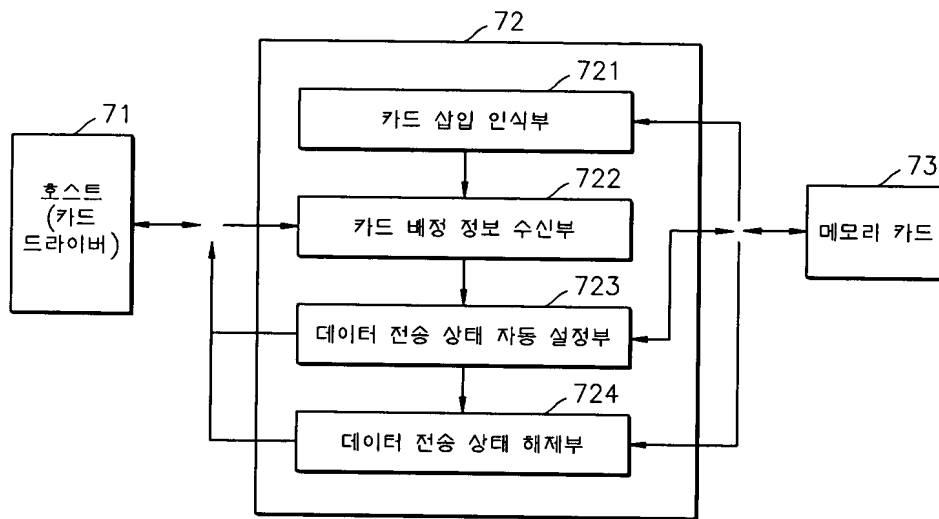 72
721
카드 삽입 인식부
71
호스트
(카드
드라이버)
722
카드 배정 정보 수신부
73
메모리 카드
723
데이터 전송 상태 자동 설정부
724
데이터 전송 상태 해제부